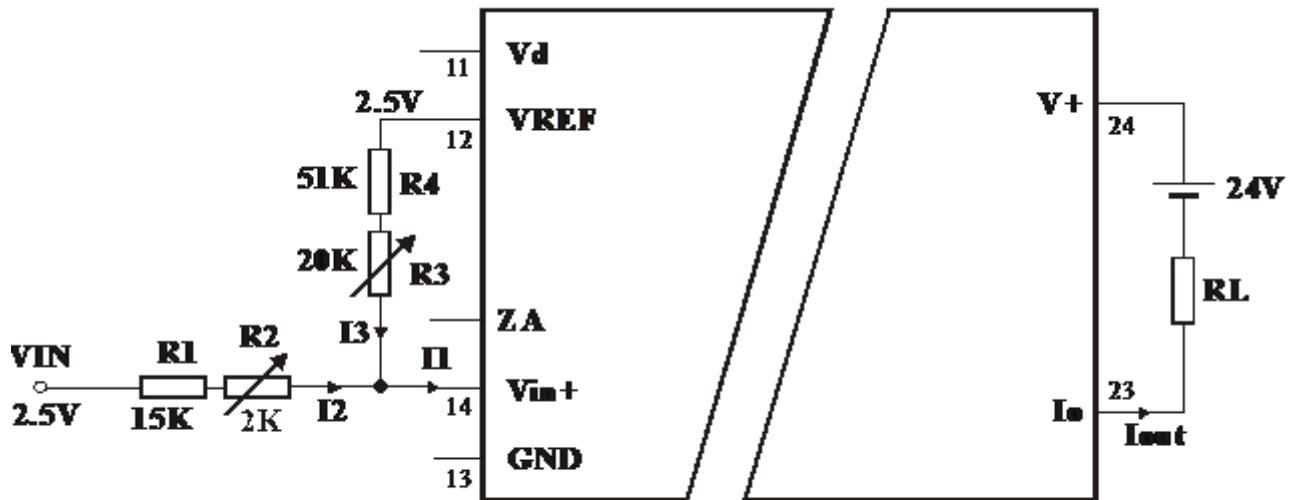 Vd
11
2.5V
VREF
12
V+
24
51K
R4
24V
20K
R3
RL
ZA
I3
VIN
R1
R2
I1
Vin+
14
23
2.5V
15K
2K
I2
Io
Iout
GND
13